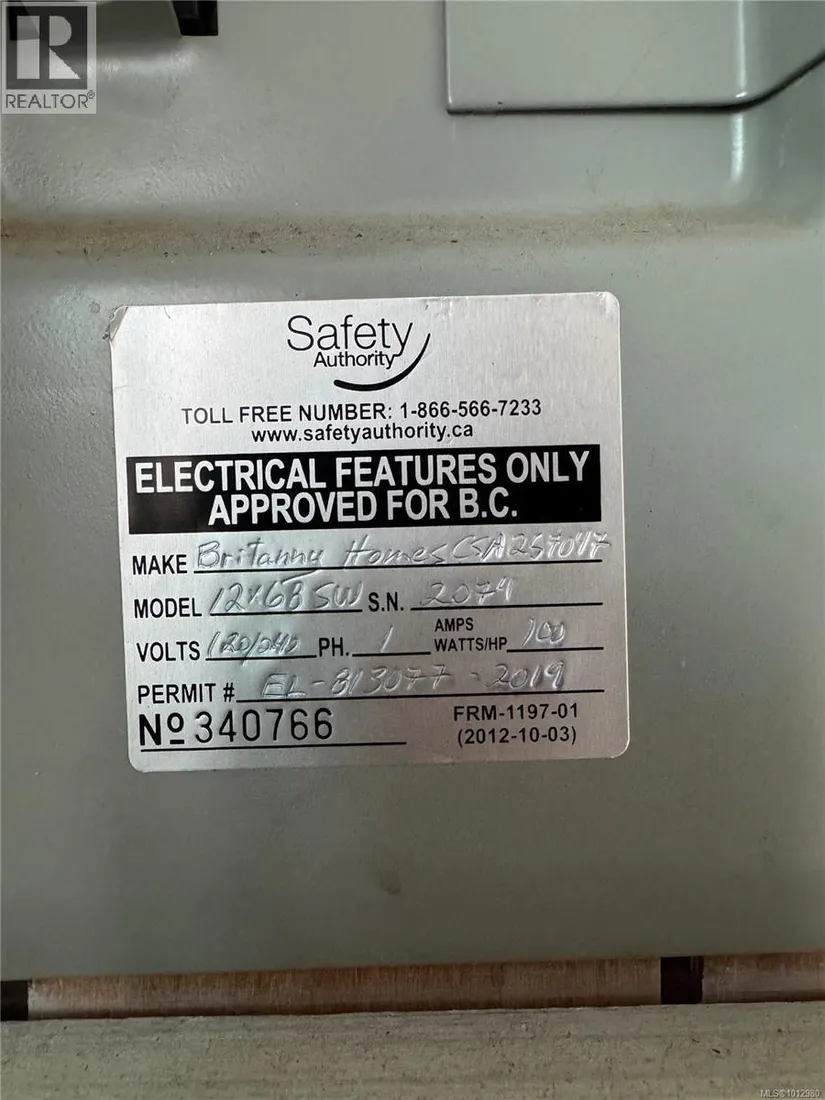 REALTOR®
Safety
Authority
TOLL FREE NUMBER: 1-866-566-7233
www.safetyauthority.ca
ELECTRICAL FEATURES ONLY
APPROVED FOR B.C.
MAKE Britanny Homes CSA 257047
MODEL 12x68 SW S.N. 2079
VOLTS 120/240 PH. 1 AMPS WATTS/HP 100
PERMIT # EL-813077-2019
Nº 340766
FRM-1197-01
(2012-10-03)
MLS® 1012980